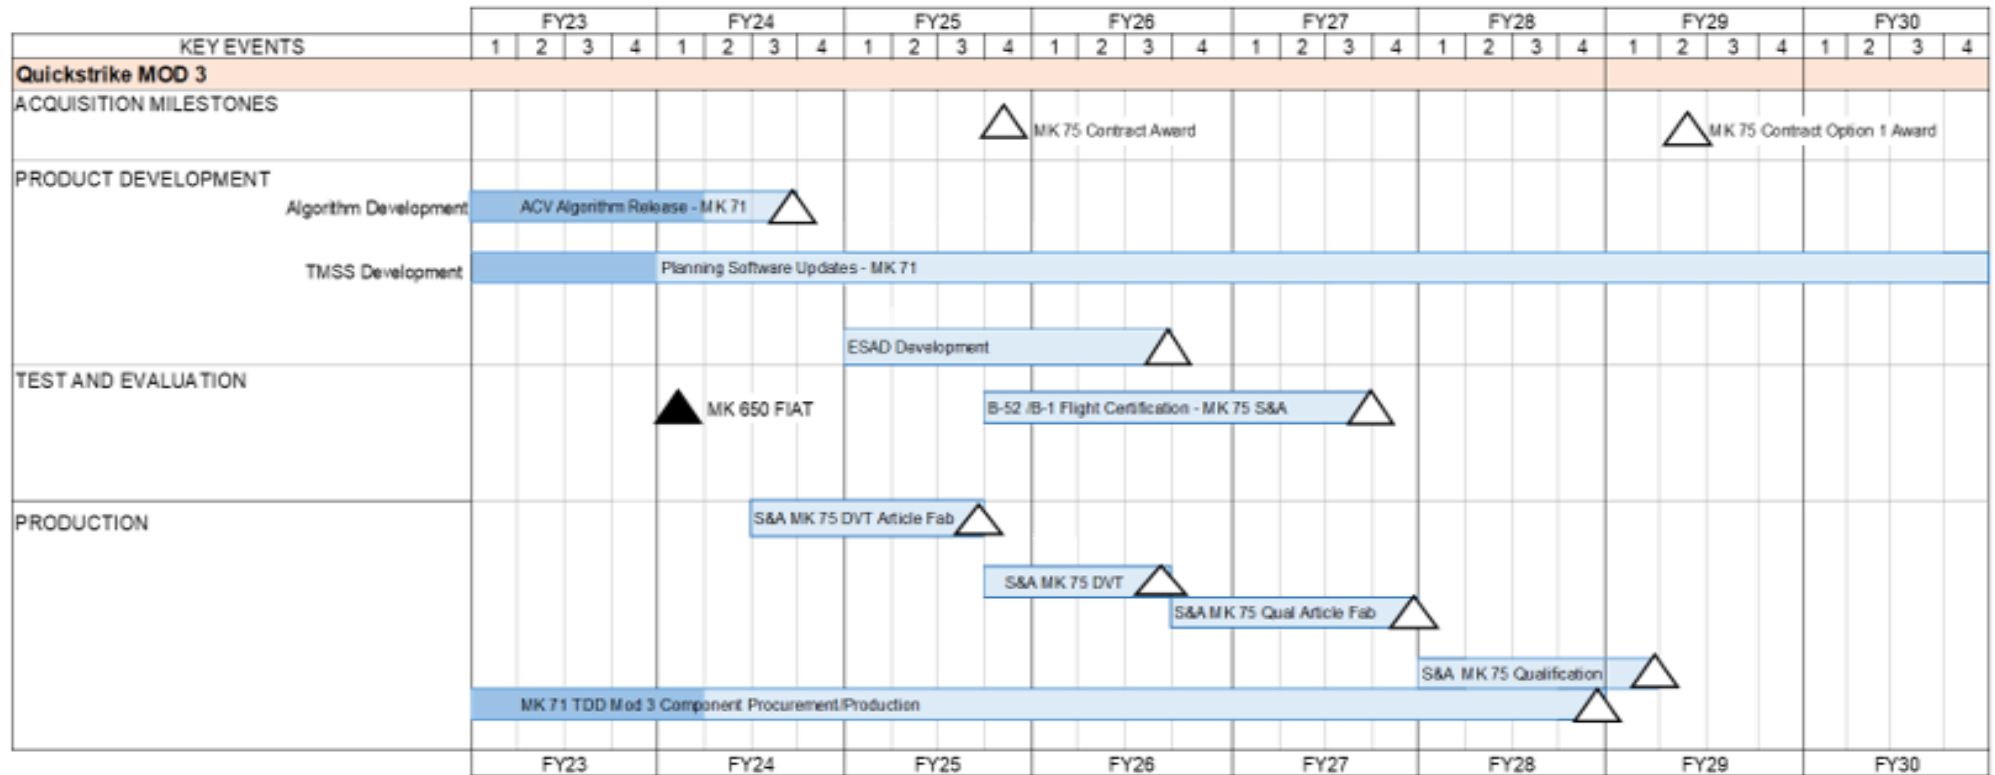 FY23 FY24 FY25 FY26 FY27 FY28 FY29 FY30
KEY EVENTS 1 2 3 4 1 2 3 4 1 2 3 4 1 2 3 4 1 2 3 4 1 2 3 4 1 2 3 4 1 2 3 4
Quickstrike MOD 3
ACQUISITION MILESTONES
MK 75 Contract Award
MK 75 Contract Option 1 Award
PRODUCT DEVELOPMENT
Algorithm Development
ACV Algorithm Release - MK 71
TMSS Development
Planning Software Updates - MK 71
ESAD Development
TEST AND EVALUATION
MK 650 FIAT
B-52 /B-1 Flight Certification - MK 75 S&A
PRODUCTION
S&A MK 75 DVT Article Fab
S&A MK 75 DVT
S&A MK 75 Qual Article Fab
S&A MK 75 Qualification
MK 71 TDD Mod 3 Component Procurement/Production
FY23 FY24 FY25 FY26 FY27 FY28 FY29 FY30